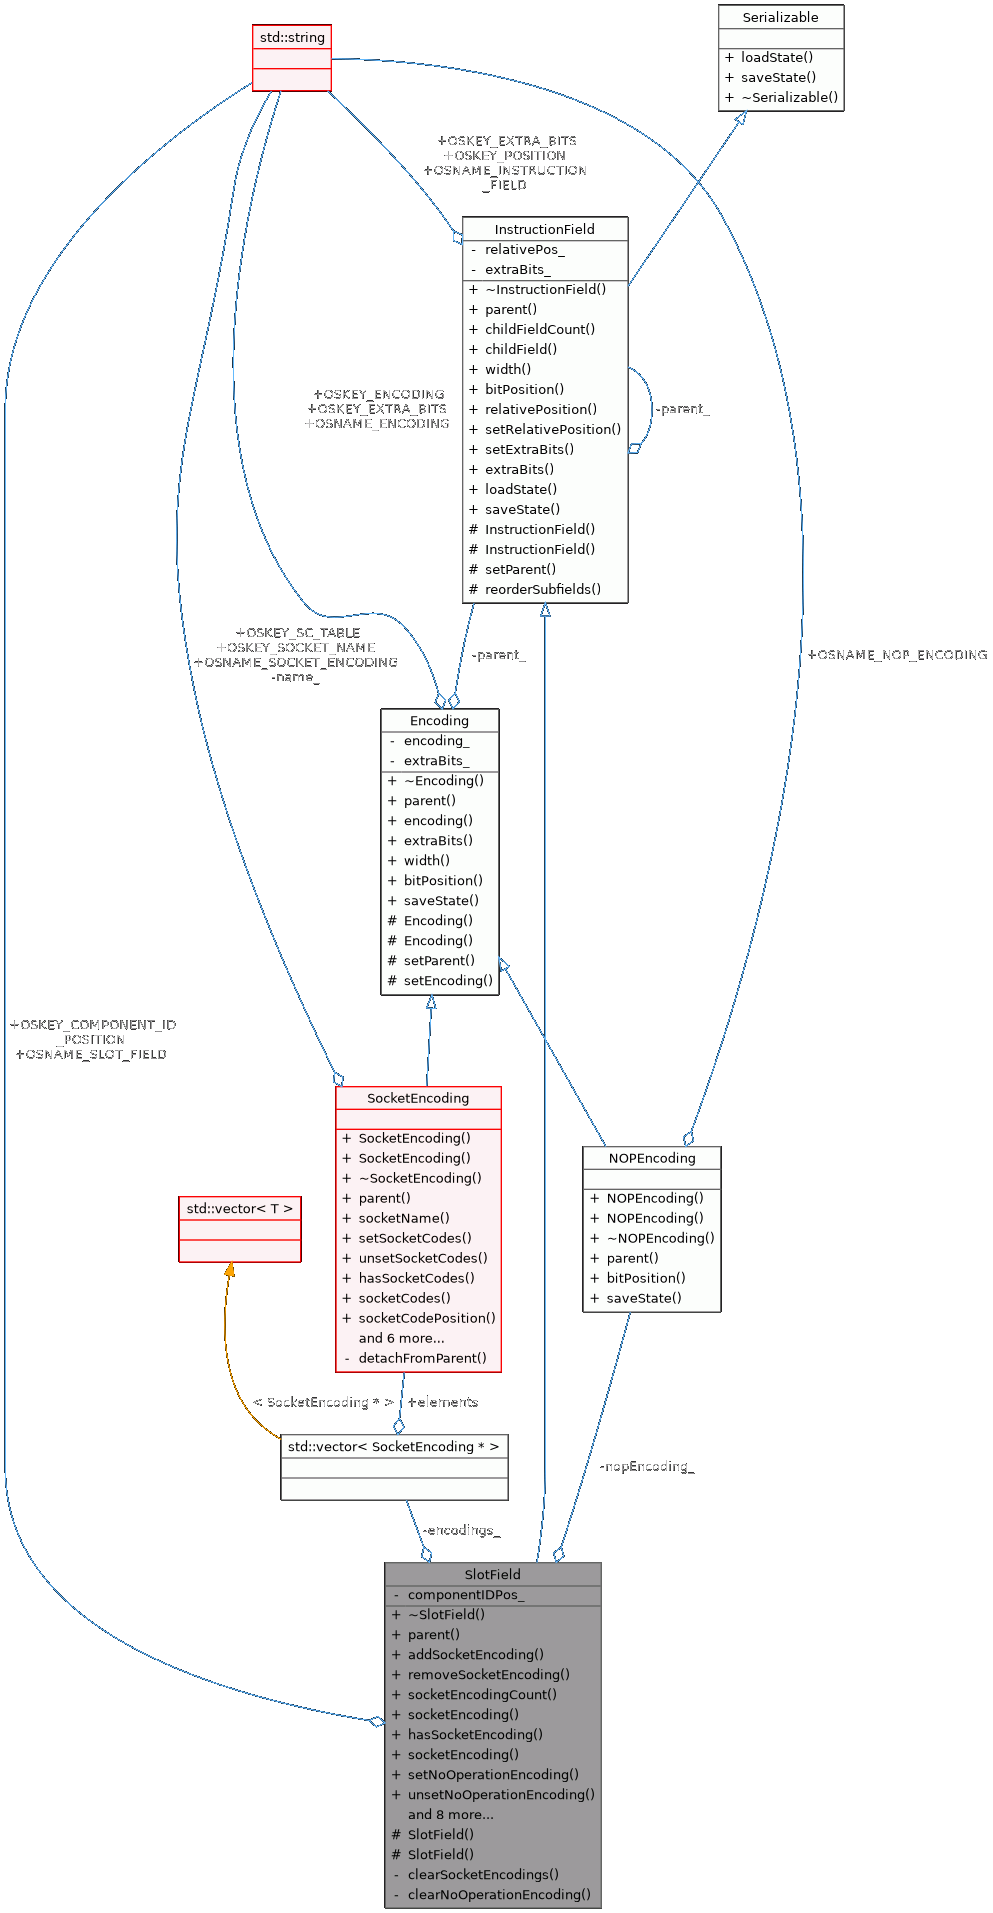 Serializable
+ loadState()
+ saveState()
+ ~Serializable()
std::string
+OSKEY_EXTRA_BITS
+OSKEY_POSITION
+OSNAME_INSTRUCTION
_FIELD
InstructionField
- relativePos_
- extraBits_
+ ~InstructionField()
+ parent()
+ childFieldCount()
+ childField()
+ width()
+ bitPosition()
+ relativePosition()
+ setRelativePosition()
+ setExtraBits()
+ extraBits()
+ loadState()
+ saveState()
# InstructionField()
# InstructionField()
# setParent()
# reorderSubfields()
-parent_
+OSKEY_ENCODING
+OSKEY_EXTRA_BITS
+OSNAME_ENCODING
+OSKEY_SC_TABLE
+OSKEY_SOCKET_NAME
+OSNAME_SOCKET_ENCODING
-name_
-parent_
+OSNAME_NOP_ENCODING
Encoding
- encoding_
- extraBits_
+ ~Encoding()
+ parent()
+ encoding()
+ extraBits()
+ width()
+ bitPosition()
+ saveState()
# Encoding()
# Encoding()
# setParent()
# setEncoding()
+OSKEY_COMPONENT_ID
_POSITION
+OSNAME_SLOT_FIELD
SocketEncoding
+ SocketEncoding()
+ SocketEncoding()
+ ~SocketEncoding()
+ parent()
+ socketName()
+ setSocketCodes()
+ unsetSocketCodes()
+ hasSocketCodes()
+ socketCodes()
+ socketCodePosition()
and 6 more...
- detachFromParent()
NOPEncoding
+ NOPEncoding()
+ NOPEncoding()
+ ~NOPEncoding()
+ parent()
+ bitPosition()
+ saveState()
std::vector< T >
< SocketEncoding * >
+elements
std::vector< SocketEncoding * >
-nopEncoding_
-encodings_
SlotField
- componentIDPos_
+ ~SlotField()
+ parent()
+ addSocketEncoding()
+ removeSocketEncoding()
+ socketEncodingCount()
+ socketEncoding()
+ hasSocketEncoding()
+ socketEncoding()
+ setNoOperationEncoding()
+ unsetNoOperationEncoding()
and 8 more...
# SlotField()
# SlotField()
- clearSocketEncodings()
- clearNoOperationEncoding()